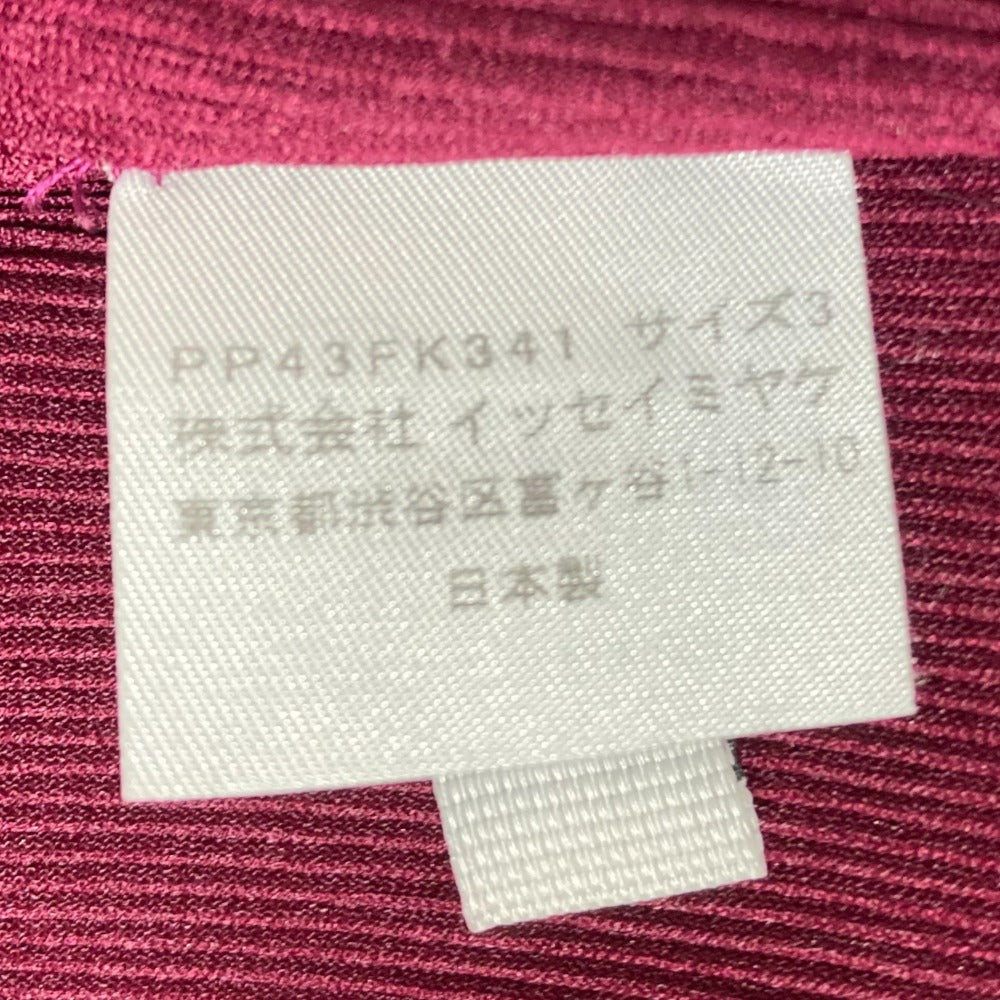 PP43FK341 サイズ3
株式会社 イッセイミヤケ
東京都渋谷区富ヶ谷1-12-10
日本製